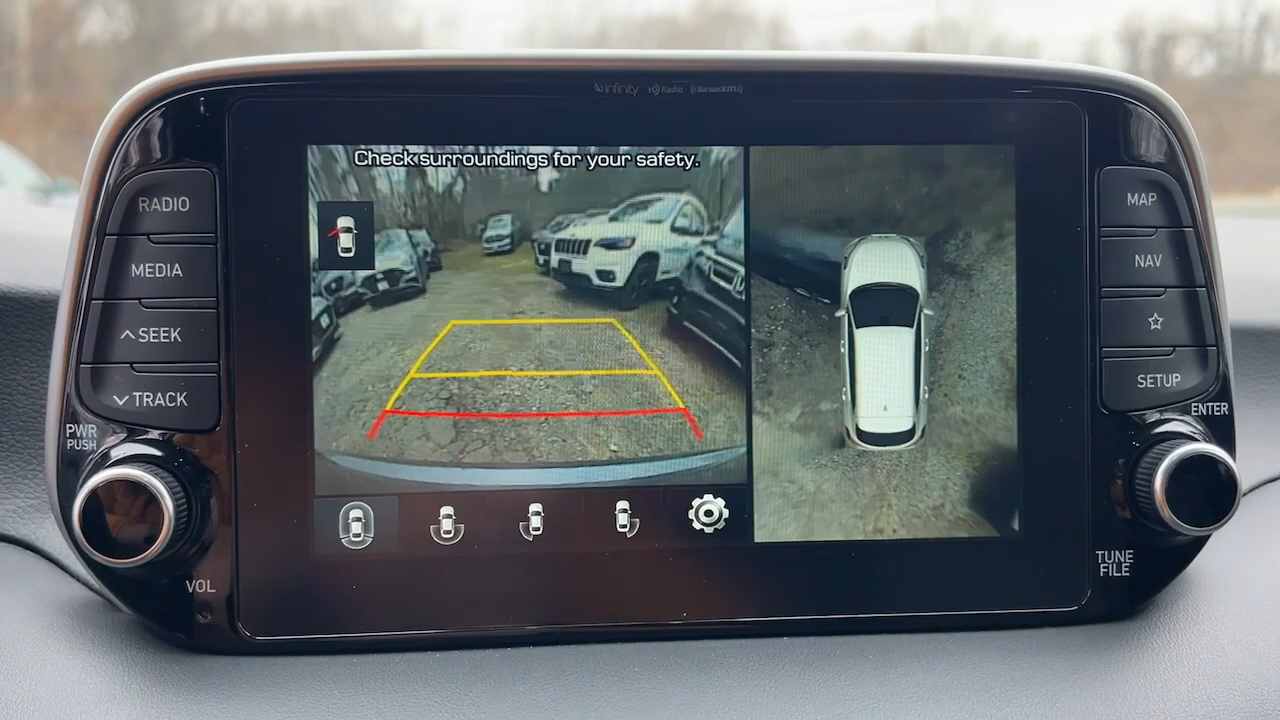 infinity HD Radio SiriusXM
Check surroundings for your safety.
RADIO
MEDIA
SEEK
TRACK
PWR
PUSH
VOL
MAP
NAV
SETUP
ENTER
TUNE
FILE